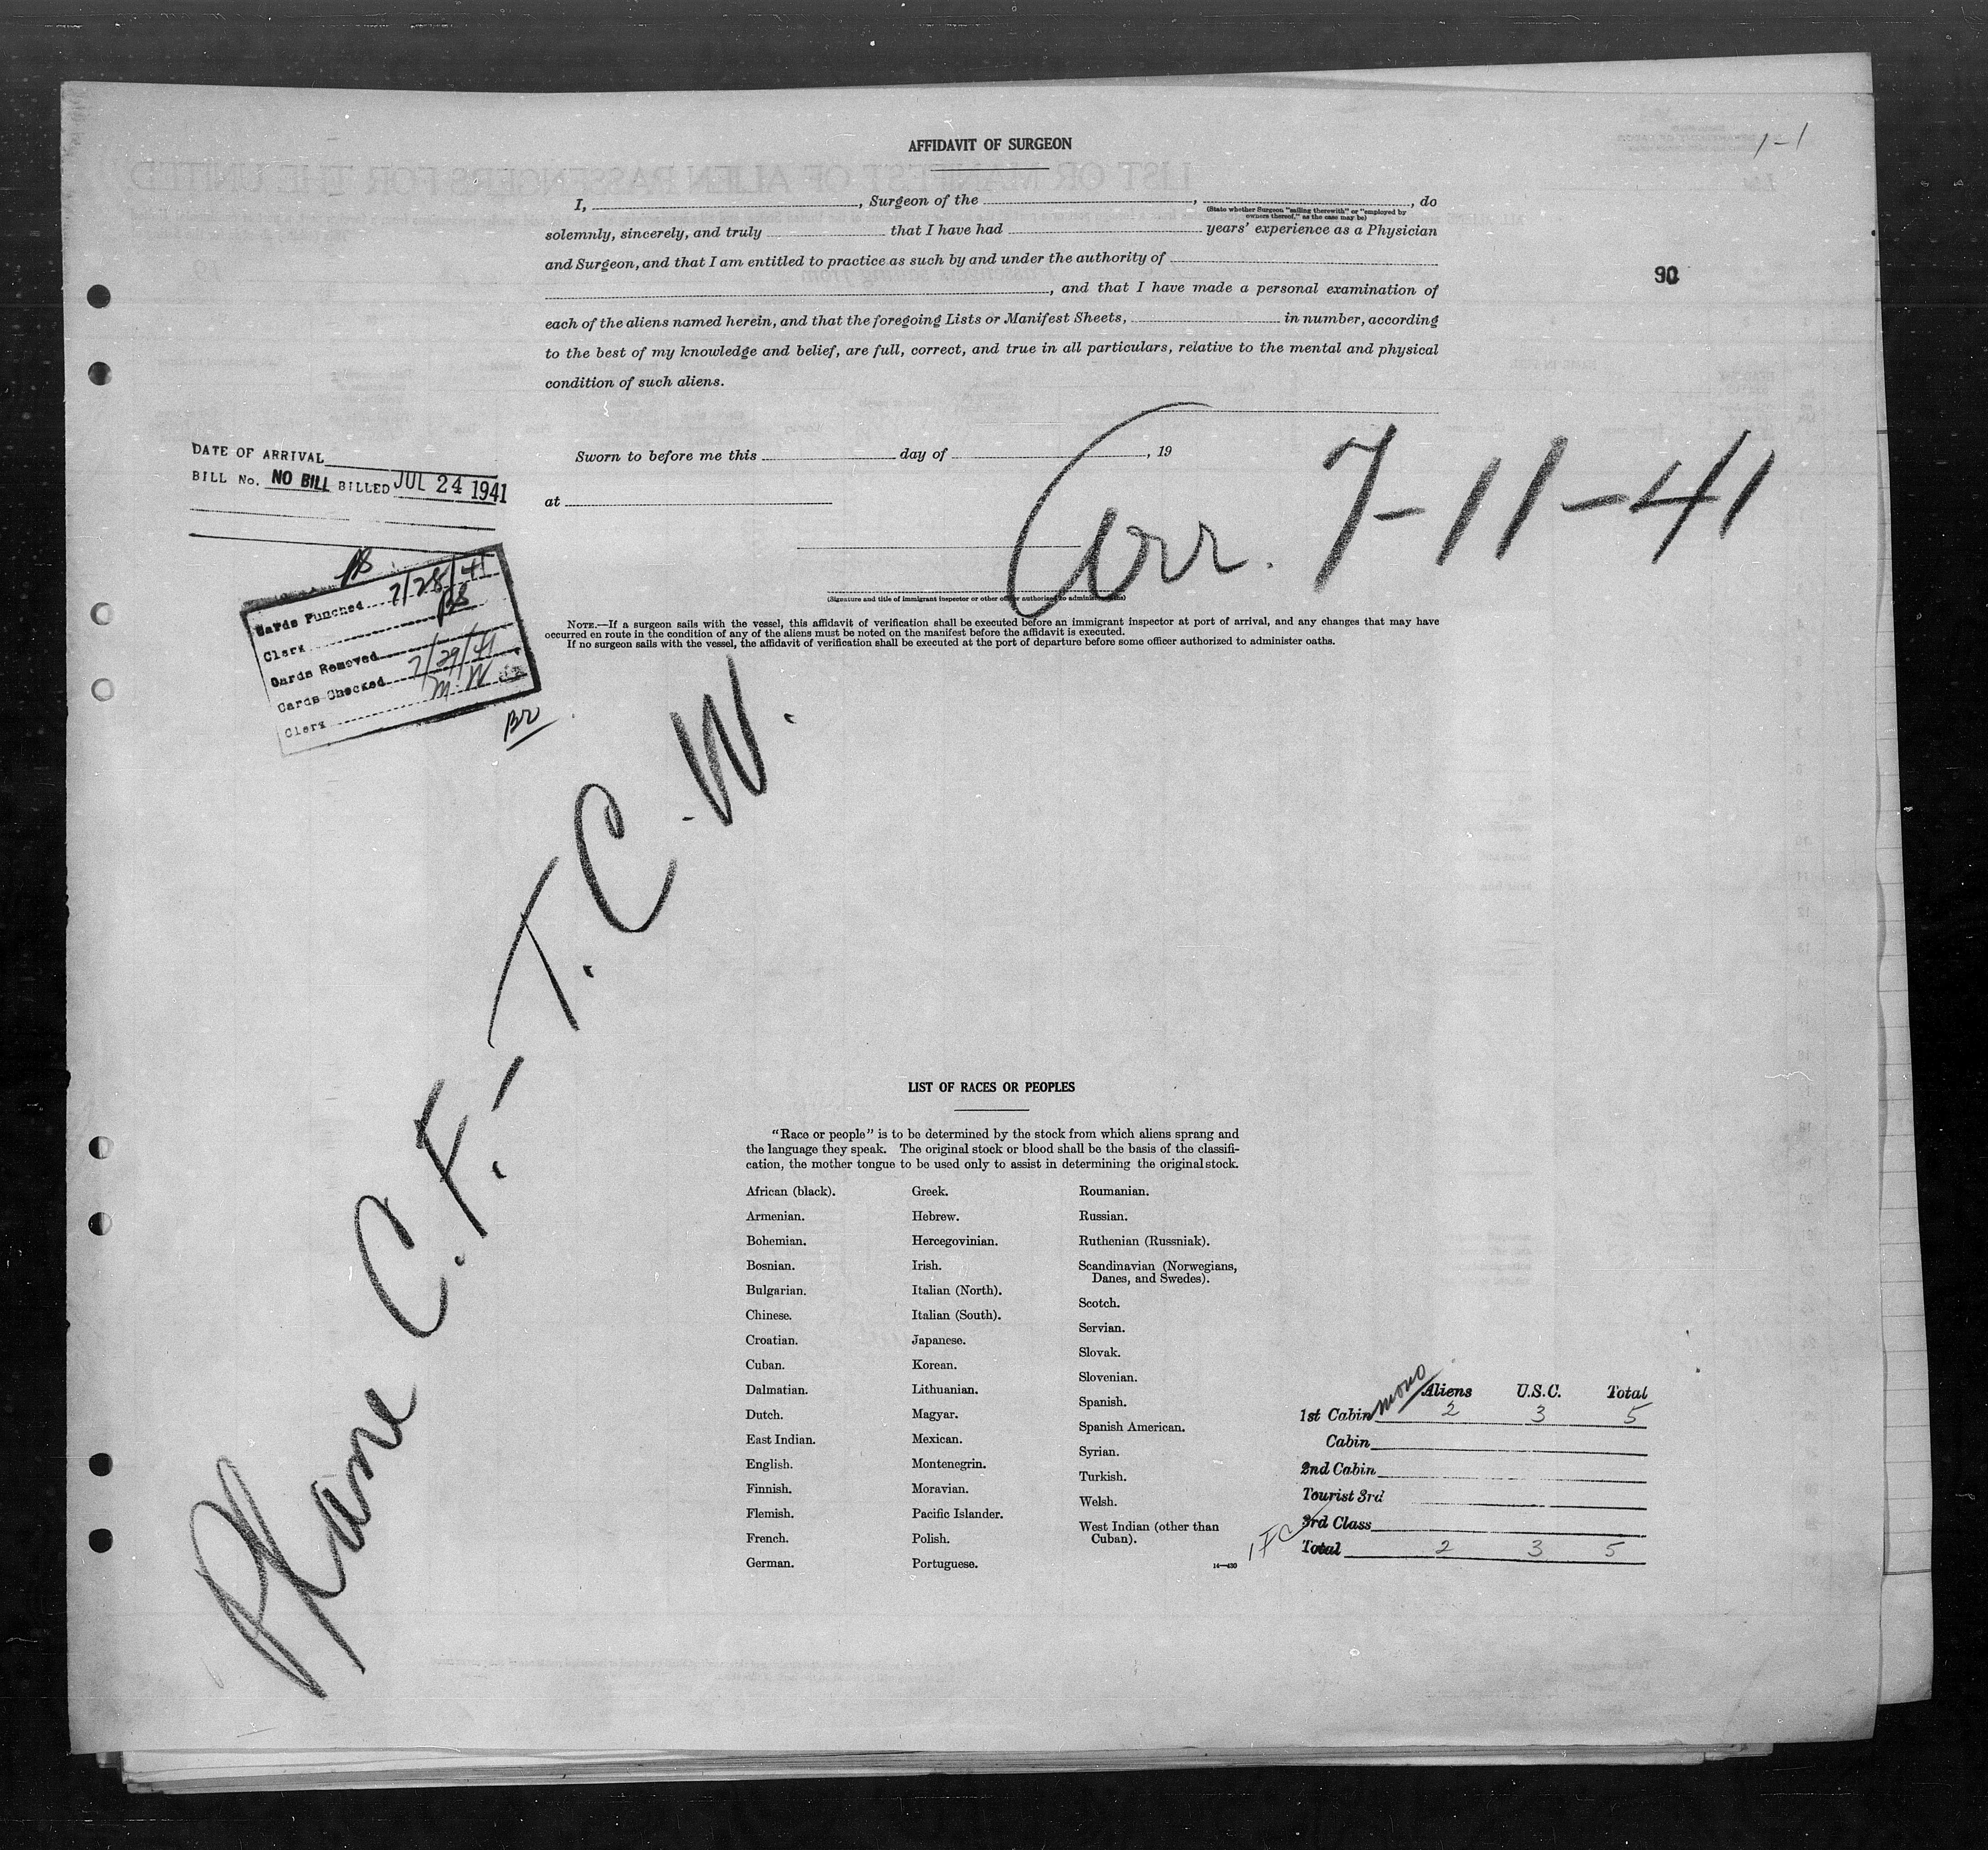 1-1
AFFIDAVIT OF SURGEON
I, , Surgeon of the , , do
(State whether Surgeon "sailing therewith" or "employed by
owners thereof," as the case may be)
solemnly, sincerely, and truly that I have had years' experience as a Physician
and Surgeon, and that I am entitled to practice as such by and under the authority of
90
, and that I have made a personal examination of
each of the aliens named herein, and that the foregoing Lists or Manifest Sheets, in number, according
to the best of my knowledge and belief, are full, correct, and true in all particulars, relative to the mental and physical
condition of such aliens.
Sworn to before me this day of , 19
at
Arr. 7-11-41
(Signature and title of immigrant inspector or other officer authorized to administer oaths)
NOTE.—If a surgeon sails with the vessel, this affidavit of verification shall be executed before an immigrant inspector at port of arrival, and any changes that may have
occurred en route in the condition of any of the aliens must be noted on the manifest before the affidavit is executed.
If no surgeon sails with the vessel, the affidavit of verification shall be executed at the port of departure before some officer authorized to administer oaths.
DATE OF ARRIVAL
BILL No. NO BILL BILLED JUL 24 1941
Cards Punched 7/28/41
Clerk
Cards Removed
Cards Checked 7/29/41
Clerk M.W
Plane C.F.-T.C.W.
LIST OF RACES OR PEOPLES
"Race or people" is to be determined by the stock from which aliens sprang and
the language they speak. The original stock or blood shall be the basis of the classifi-
cation, the mother tongue to be used only to assist in determining the original stock.
African (black).
Armenian.
Bohemian.
Bosnian.
Bulgarian.
Chinese.
Croatian.
Cuban.
Dalmatian.
Dutch.
East Indian.
English.
Finnish.
Flemish.
French.
German.
Greek.
Hebrew.
Hercegovinian.
Irish.
Italian (North).
Italian (South).
Japanese.
Korean.
Lithuanian.
Magyar.
Mexican.
Montenegrin.
Moravian.
Pacific Islander.
Polish.
Portuguese.
Roumanian.
Russian.
Ruthenian (Russniak).
Scandinavian (Norwegians,
Danes, and Swedes).
Scotch.
Servian.
Slovak.
Slovenian.
Spanish.
Spanish American.
Syrian.
Turkish.
Welsh.
West Indian (other than
Cuban).
14—430
Aliens U.S.C. Total
1st Cabin 2 3 5
Cabin
2nd Cabin
Tourist 3rd
3rd Class
Total 2 3 5